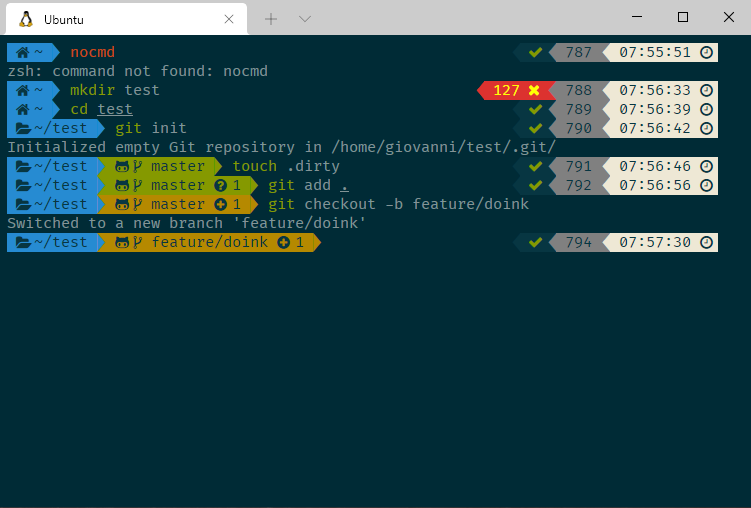 Ubuntu
~ nocmd 787 07:55:51
zsh: command not found: nocmd
~ mkdir test 127 788 07:56:33
~ cd test 789 07:56:39
~/test git init 790 07:56:42
Initialized empty Git repository in /home/giovanni/test/.git/
~/test master touch .dirty 791 07:56:46
~/test master ? 1 git add . 792 07:56:56
~/test master + 1 git checkout -b feature/doink
Switched to a new branch 'feature/doink'
~/test feature/doink + 1 794 07:57:30